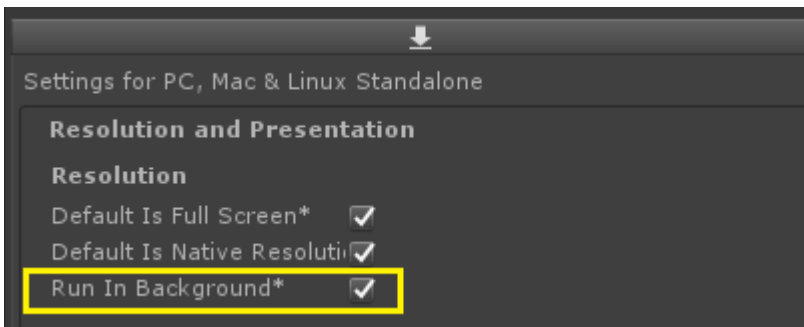 Settings for PC, Mac & Linux Standalone
Resolution and Presentation
Resolution
Default Is Full Screen*
Default Is Native Resoluti
Run In Background*